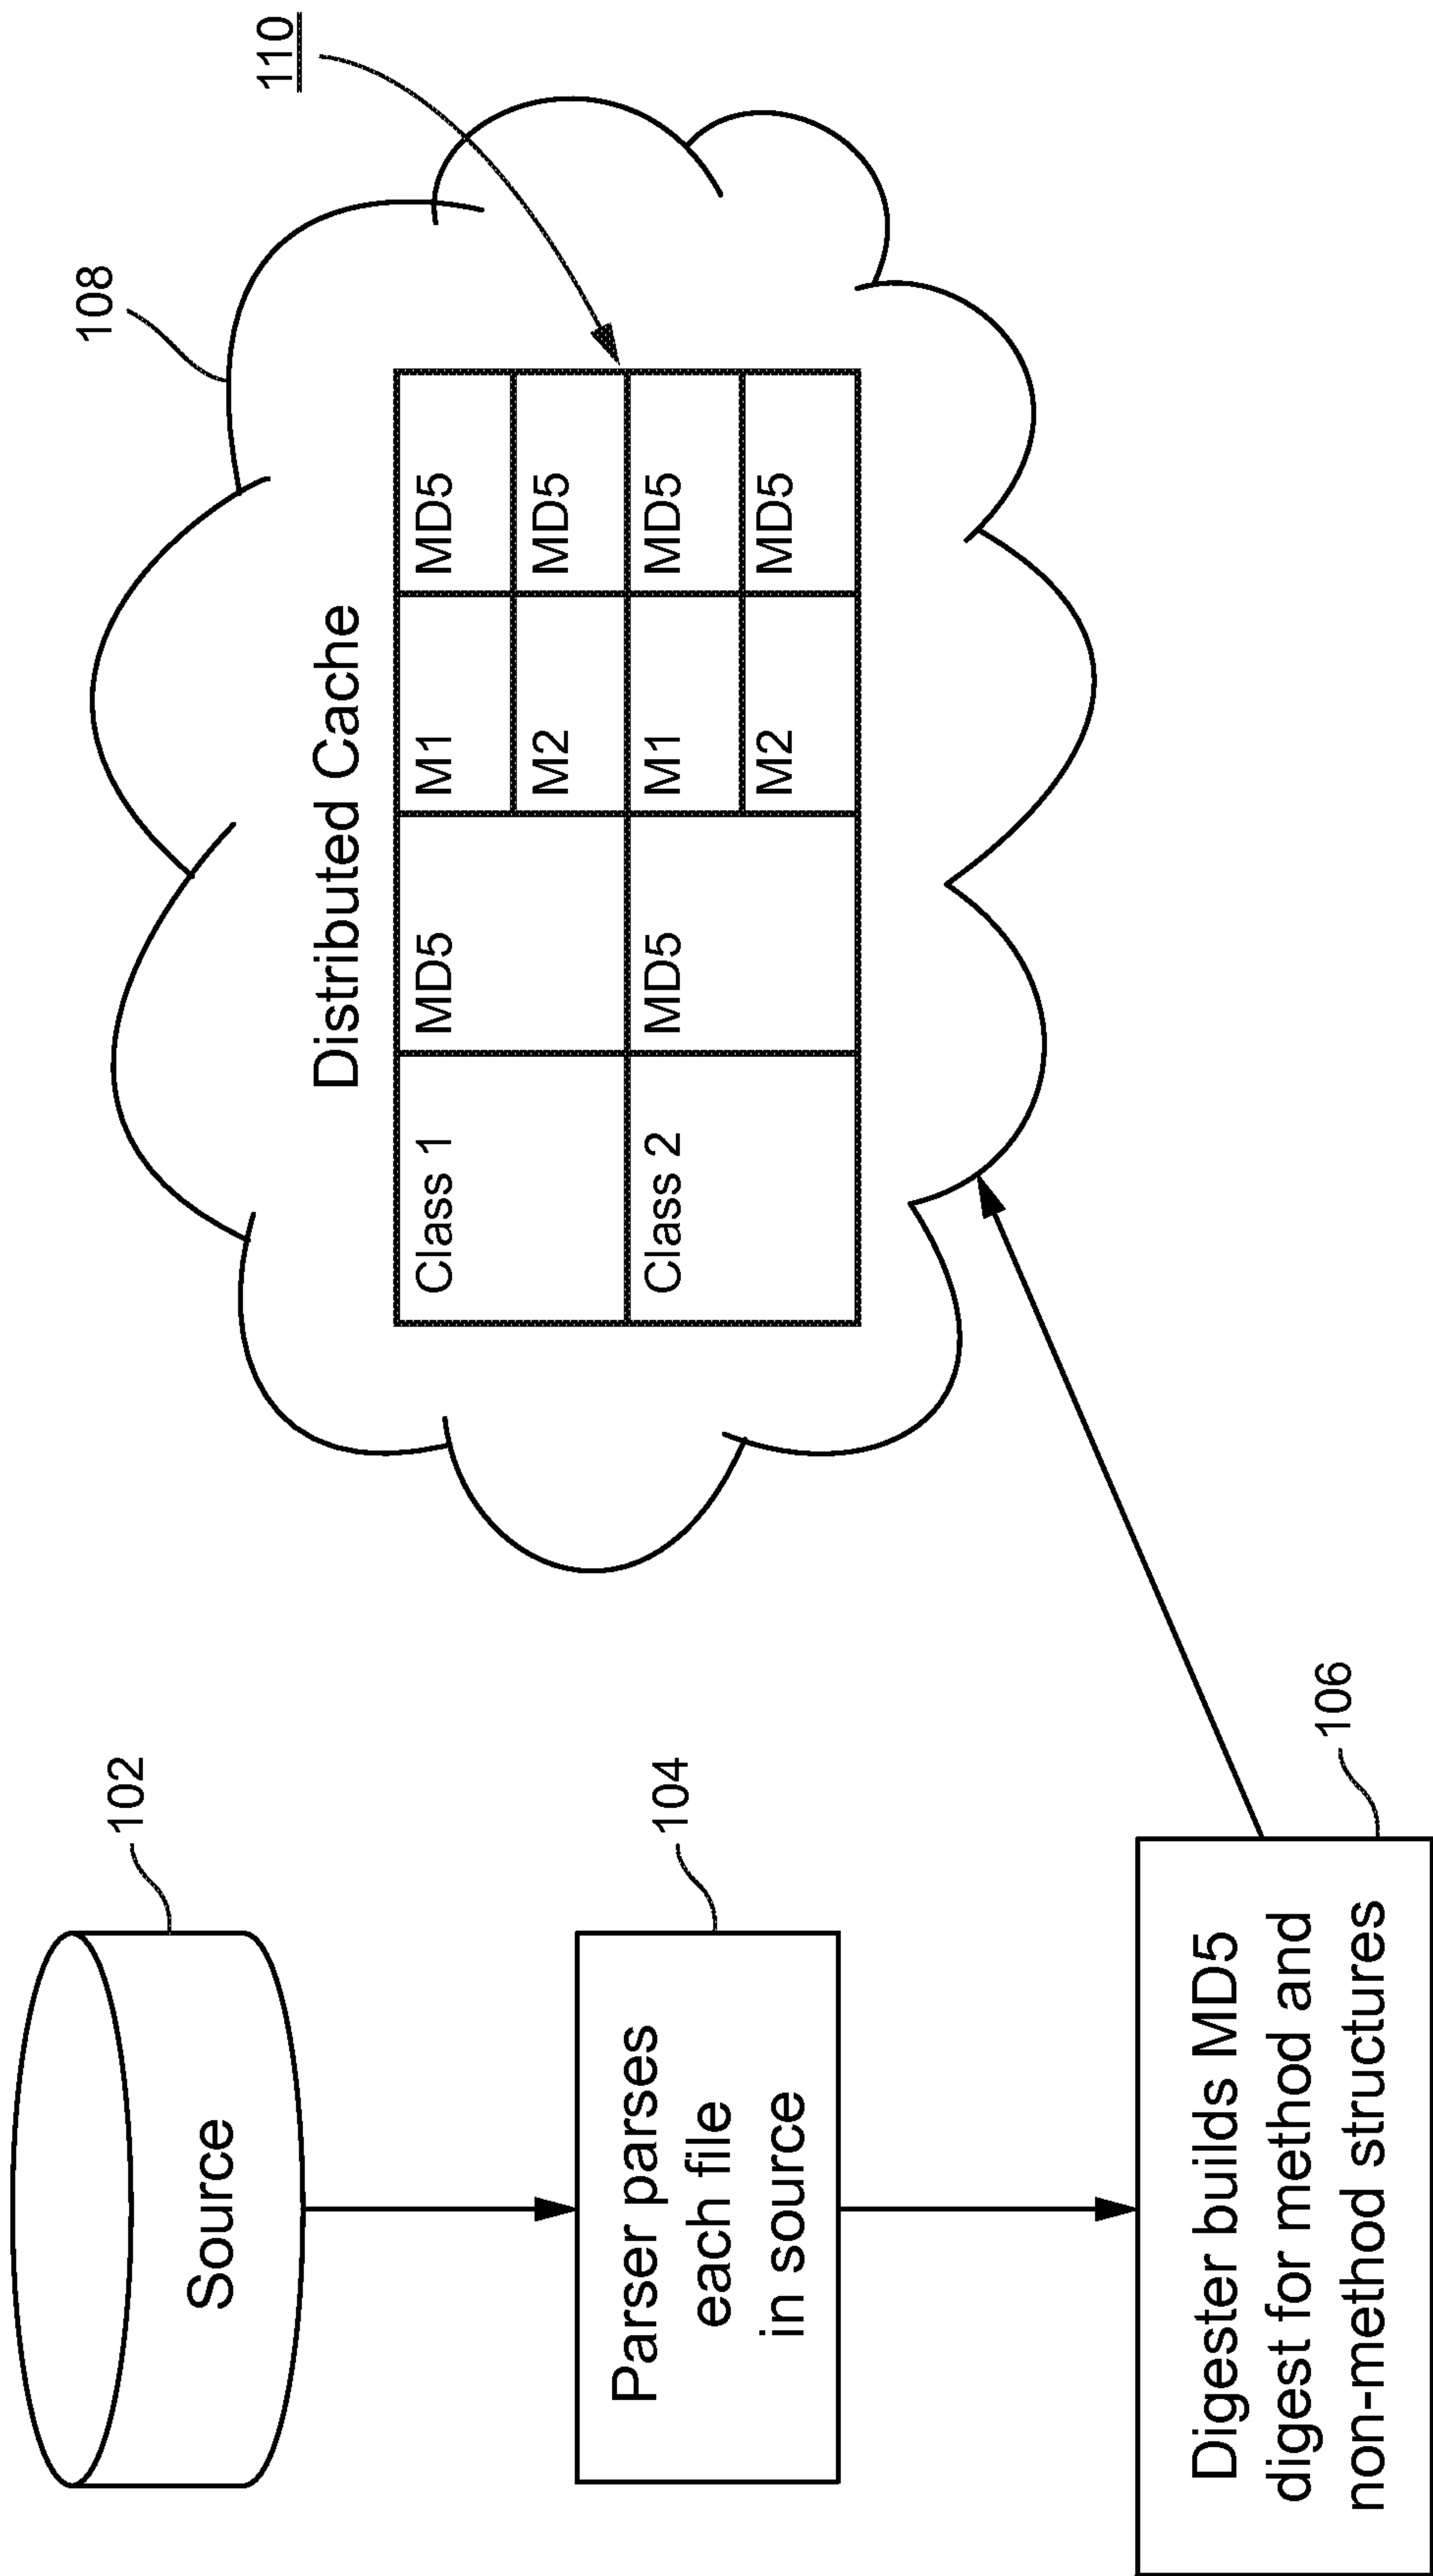 102
Source
104
Parser parses
each file
in source
106
Digester builds MD5
digest for method and
non-method structures
108
110
Distributed Cache
Class 1 MD5 M1 MD5
M2 MD5
Class 2 MD5 M1 MD5
M2 MD5